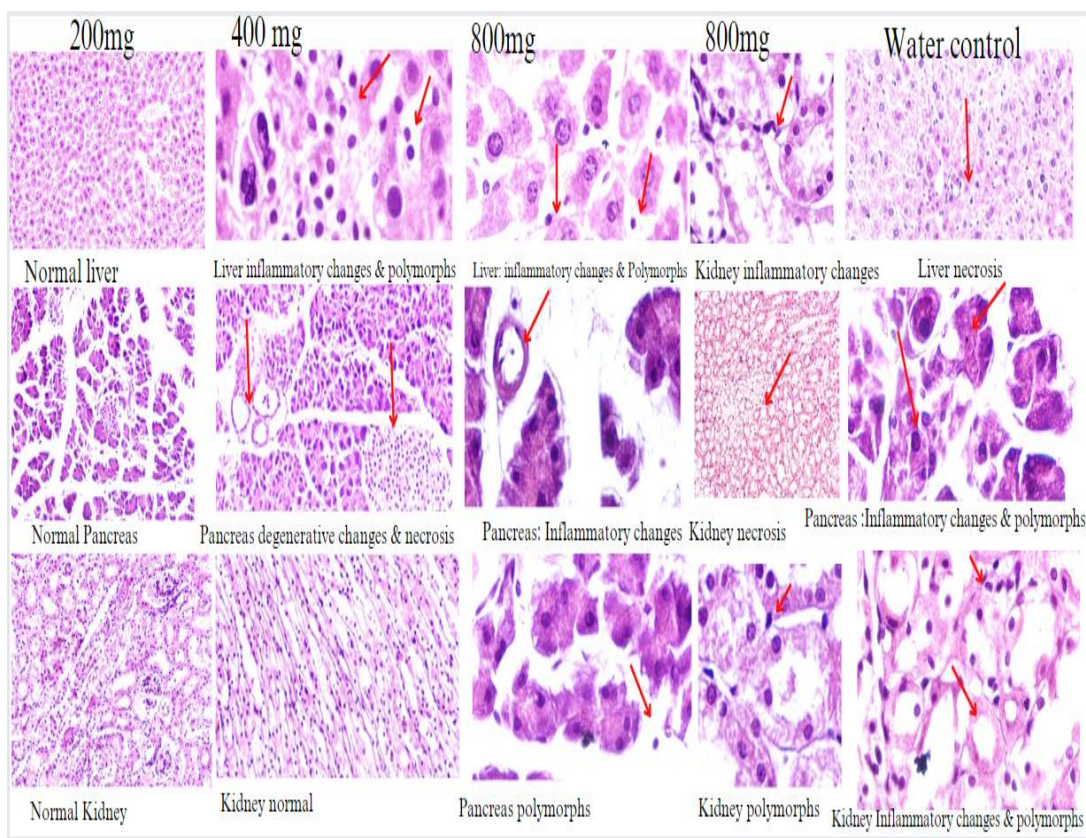 200mg 400 mg 800mg 800mg Water control
Normal liver Liver inflammatory changes & polymorphs Liver: inflammatory changes & Polymorphs Kidney inflammatory changes Liver necrosis
Normal Pancreas Pancreas degenerative changes & necrosis Pancreas: Inflammatory changes Kidney necrosis Pancreas :Inflammatory changes & polymorphs
Normal Kidney Kidney normal Pancreas polymorphs Kidney polymorphs Kidney Inflammatory changes & polymorphs